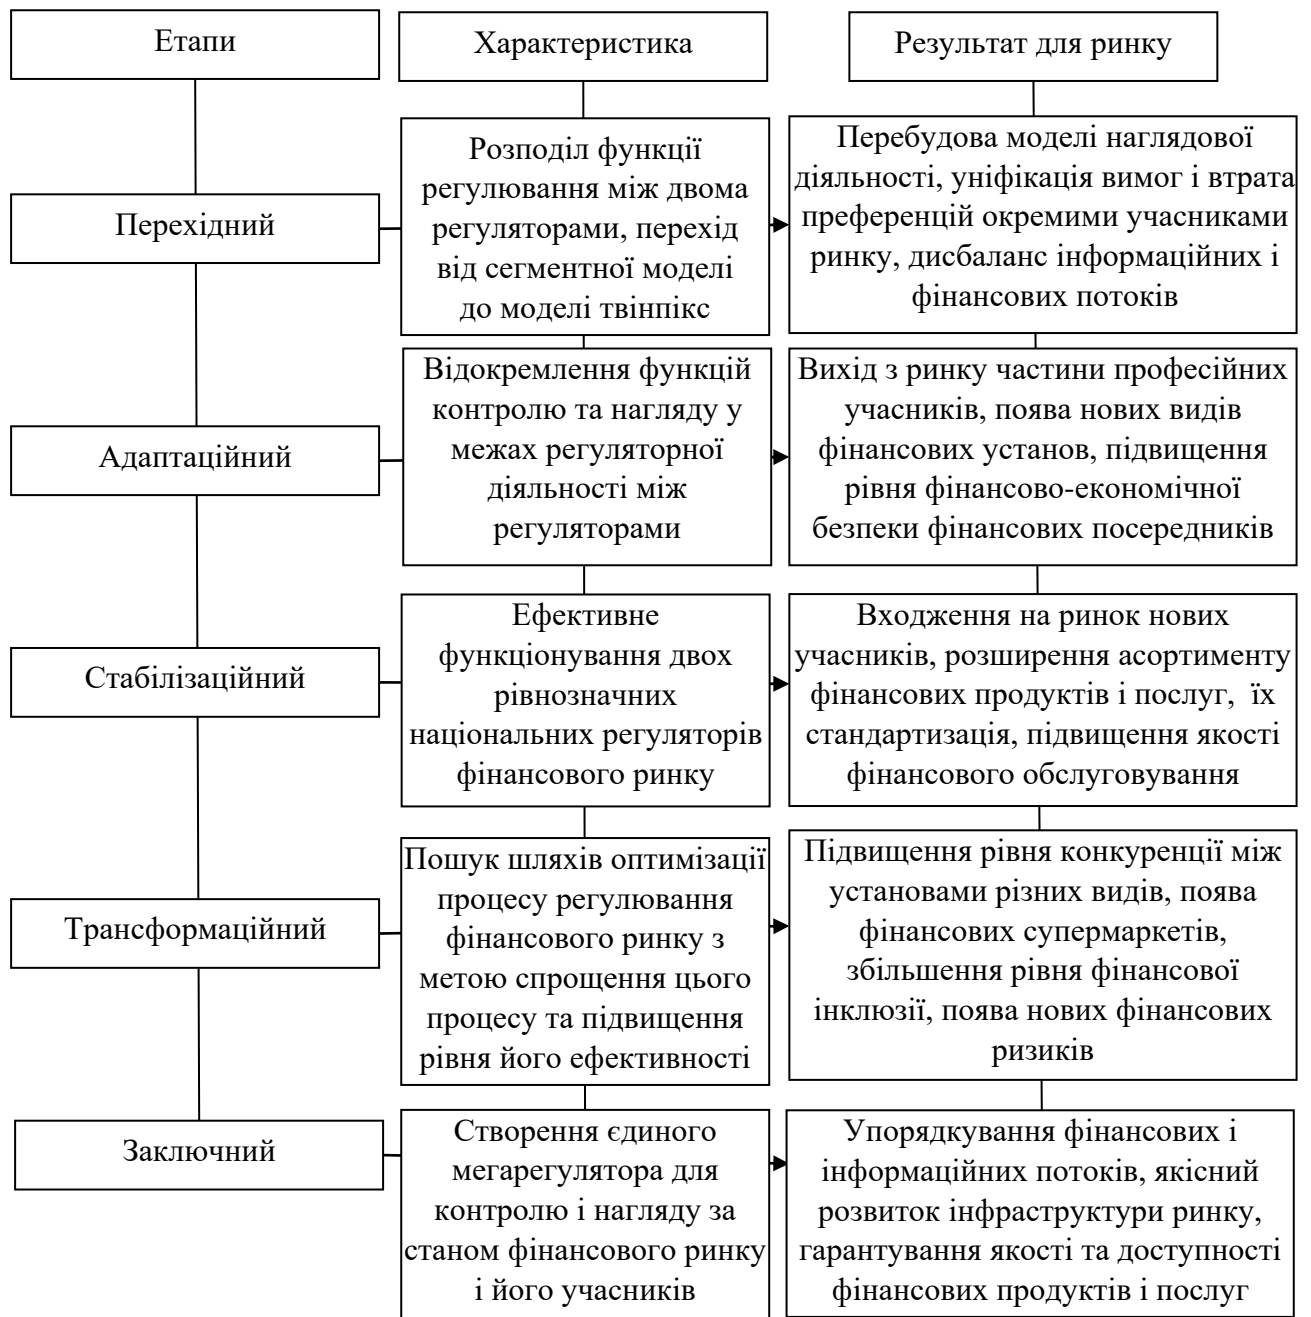 Етапи
Характеристика
Результат для ринку
Перехідний
Розподіл функції
регулювання між двома
регуляторами, перехід
від сегментної моделі
до моделі твінпікс
Перебудова моделі наглядової
діяльності, уніфікація вимог і втрата
преференцій окремими учасниками
ринку, дисбаланс інформаційних і
фінансових потоків
Адаптаційний
Відокремлення функцій
контролю та нагляду у
межах регуляторної
діяльності між
регуляторами
Вихід з ринку частини професійних
учасників, поява нових видів
фінансових установ, підвищення
рівня фінансово-економічної
безпеки фінансових посередників
Стабілізаційний
Ефективне
функціонування двох
рівнозначних
національних регуляторів
фінансового ринку
Входження на ринок нових
учасників, розширення асортименту
фінансових продуктів і послуг,  їх
стандартизація, підвищення якості
фінансового обслуговування
Трансформаційний
Пошук шляхів оптимізації
процесу регулювання
фінансового ринку з
метою спрощення цього
процесу та підвищення
рівня його ефективності
Підвищення рівня конкуренції між
установами різних видів, поява
фінансових супермаркетів,
збільшення рівня фінансової
інклюзії, поява нових фінансових
ризиків
Заключний
Створення єдиного
мегарегулятора для
контролю і нагляду за
станом фінансового ринку
і його учасників
Упорядкування фінансових і
інформаційних потоків, якісний
розвиток інфраструктури ринку,
гарантування якості та доступності
фінансових продуктів і послуг